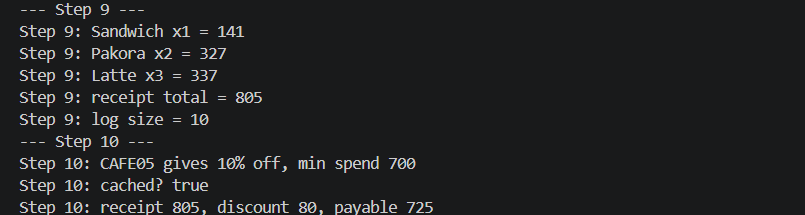 --- Step 9 ---
Step 9: Sandwich x1 = 141
Step 9: Pakora x2 = 327
Step 9: Latte x3 = 337
Step 9: receipt total = 805
Step 9: log size = 10
--- Step 10 ---
Step 10: CAFE05 gives 10% off, min spend 700
Step 10: cached? true
Step 10: receipt 805, discount 80, payable 725